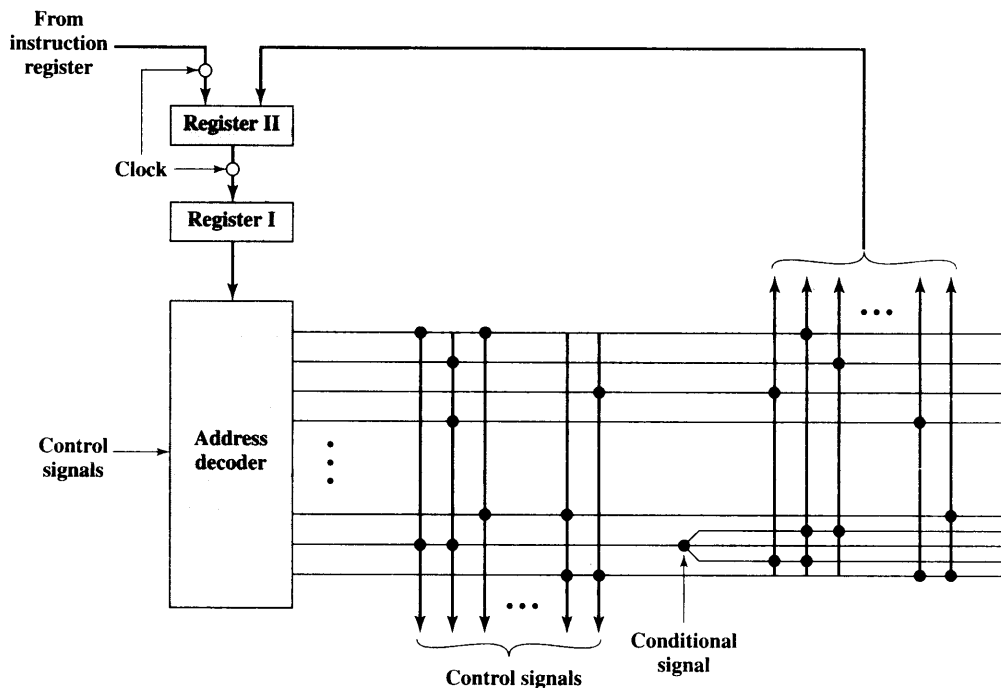 From
instruction
register
Register II
Clock
Register I
Address
decoder
Control
signals
Conditional
signal
Control signals